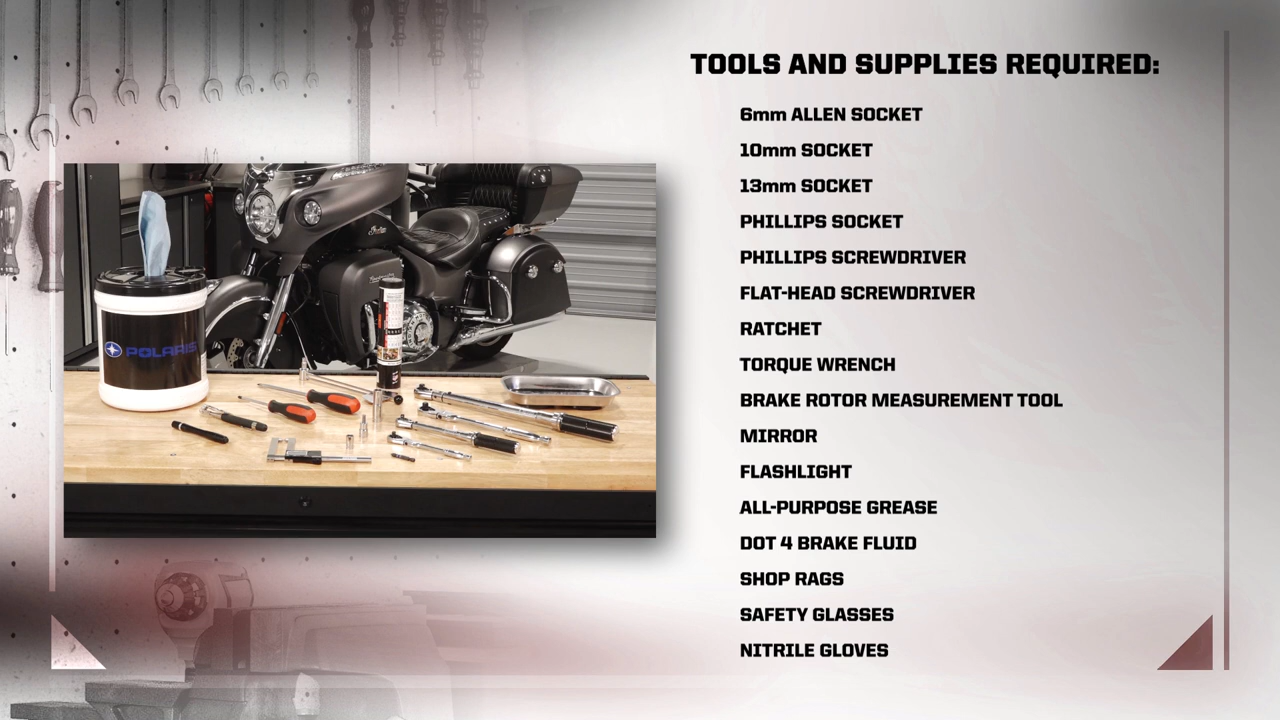 TOOLS AND SUPPLIES REQUIRED:
6mm ALLEN SOCKET
10mm SOCKET
13mm SOCKET
PHILLIPS SOCKET
PHILLIPS SCREWDRIVER
FLAT-HEAD SCREWDRIVER
RATCHET
TORQUE WRENCH
BRAKE ROTOR MEASUREMENT TOOL
MIRROR
FLASHLIGHT
ALL-PURPOSE GREASE
DOT 4 BRAKE FLUID
SHOP RAGS
SAFETY GLASSES
NITRILE GLOVES
POLARIS
Indian